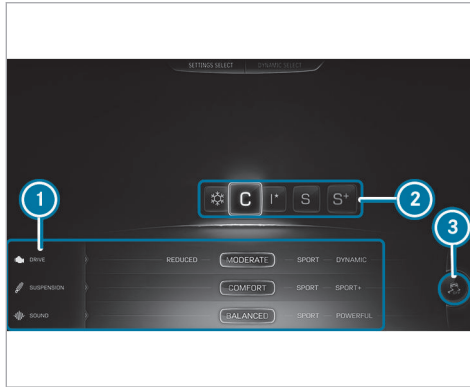 SETTINGS SELECT DYNAMIC SELECT
C I* S S+
1
2
3
DRIVE REDUCED MODERATE SPORT DYNAMIC
SUSPENSION COMFORT SPORT SPORT+
SOUND BALANCED SPORT POWERFUL